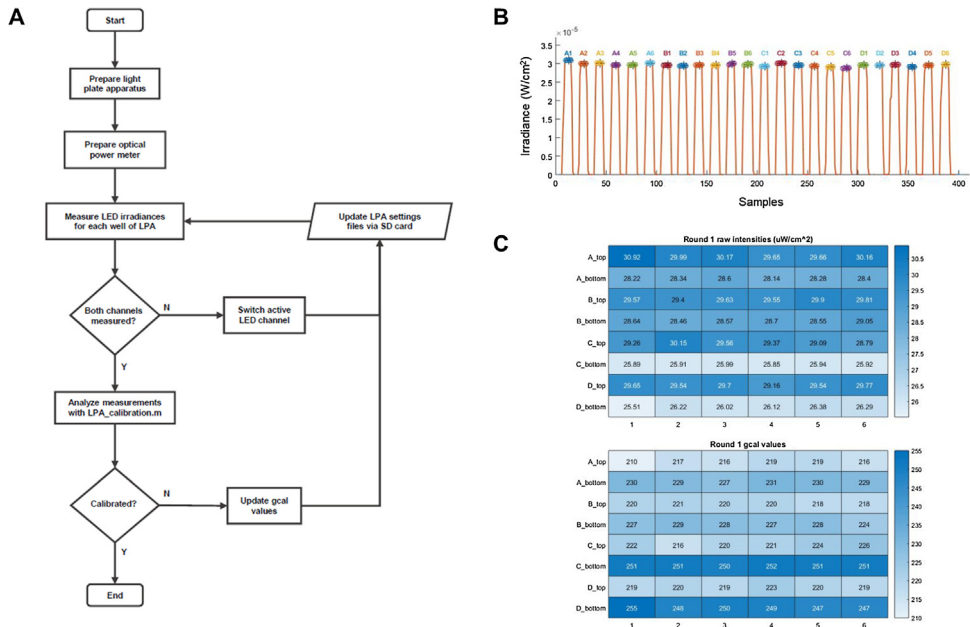 A
Start
Prepare light
plate apparatus
Prepare optical
power meter
Measure LED irradiances
for each well of LPA
Update LPA settings
files via SD card
Both channels
measured?
N
Switch active
LED channel
Y
Analyze measurements
with LPA_calibration.m
Calibrated?
N
Update gcal
values
Y
End
B
× 10⁻⁵
3.5
3
2.5
2
1.5
1
0.5
0
Irradiance (W/cm²)
A1 A2 A3 A4 A5 A6 B1 B2 B3 B4 B5 B6 C1 C2 C3 C4 C5 C6 D1 D2 D3 D4 D5 D6
0 50 100 150 200 250 300 350 400
Samples
C
Round 1 raw intensities (uW/cm^2)
A_top 30.92 29.99 30.17 29.65 29.66 30.16
A_bottom 28.22 28.34 28.6 28.14 28.28 28.4
B_top 29.57 29.4 29.63 29.55 29.9 29.81
B_bottom 28.64 28.46 28.57 28.7 28.55 29.05
C_top 29.26 30.15 29.56 29.37 29.09 28.79
C_bottom 25.89 25.91 25.99 25.85 25.94 25.92
D_top 29.65 29.54 29.7 29.16 29.54 29.77
D_bottom 25.51 26.22 26.02 26.12 26.38 26.29
1 2 3 4 5 6
30.5
30
29.5
29
28.5
28
27.5
27
26.5
26
Round 1 gcal values
A_top 210 217 216 219 219 216
A_bottom 230 229 227 231 230 229
B_top 220 221 220 220 218 218
B_bottom 227 229 228 227 228 224
C_top 222 216 220 221 224 226
C_bottom 251 251 250 252 251 251
D_top 219 220 219 223 220 219
D_bottom 255 248 250 249 247 247
1 2 3 4 5 6
255
250
245
240
235
230
225
220
215
210